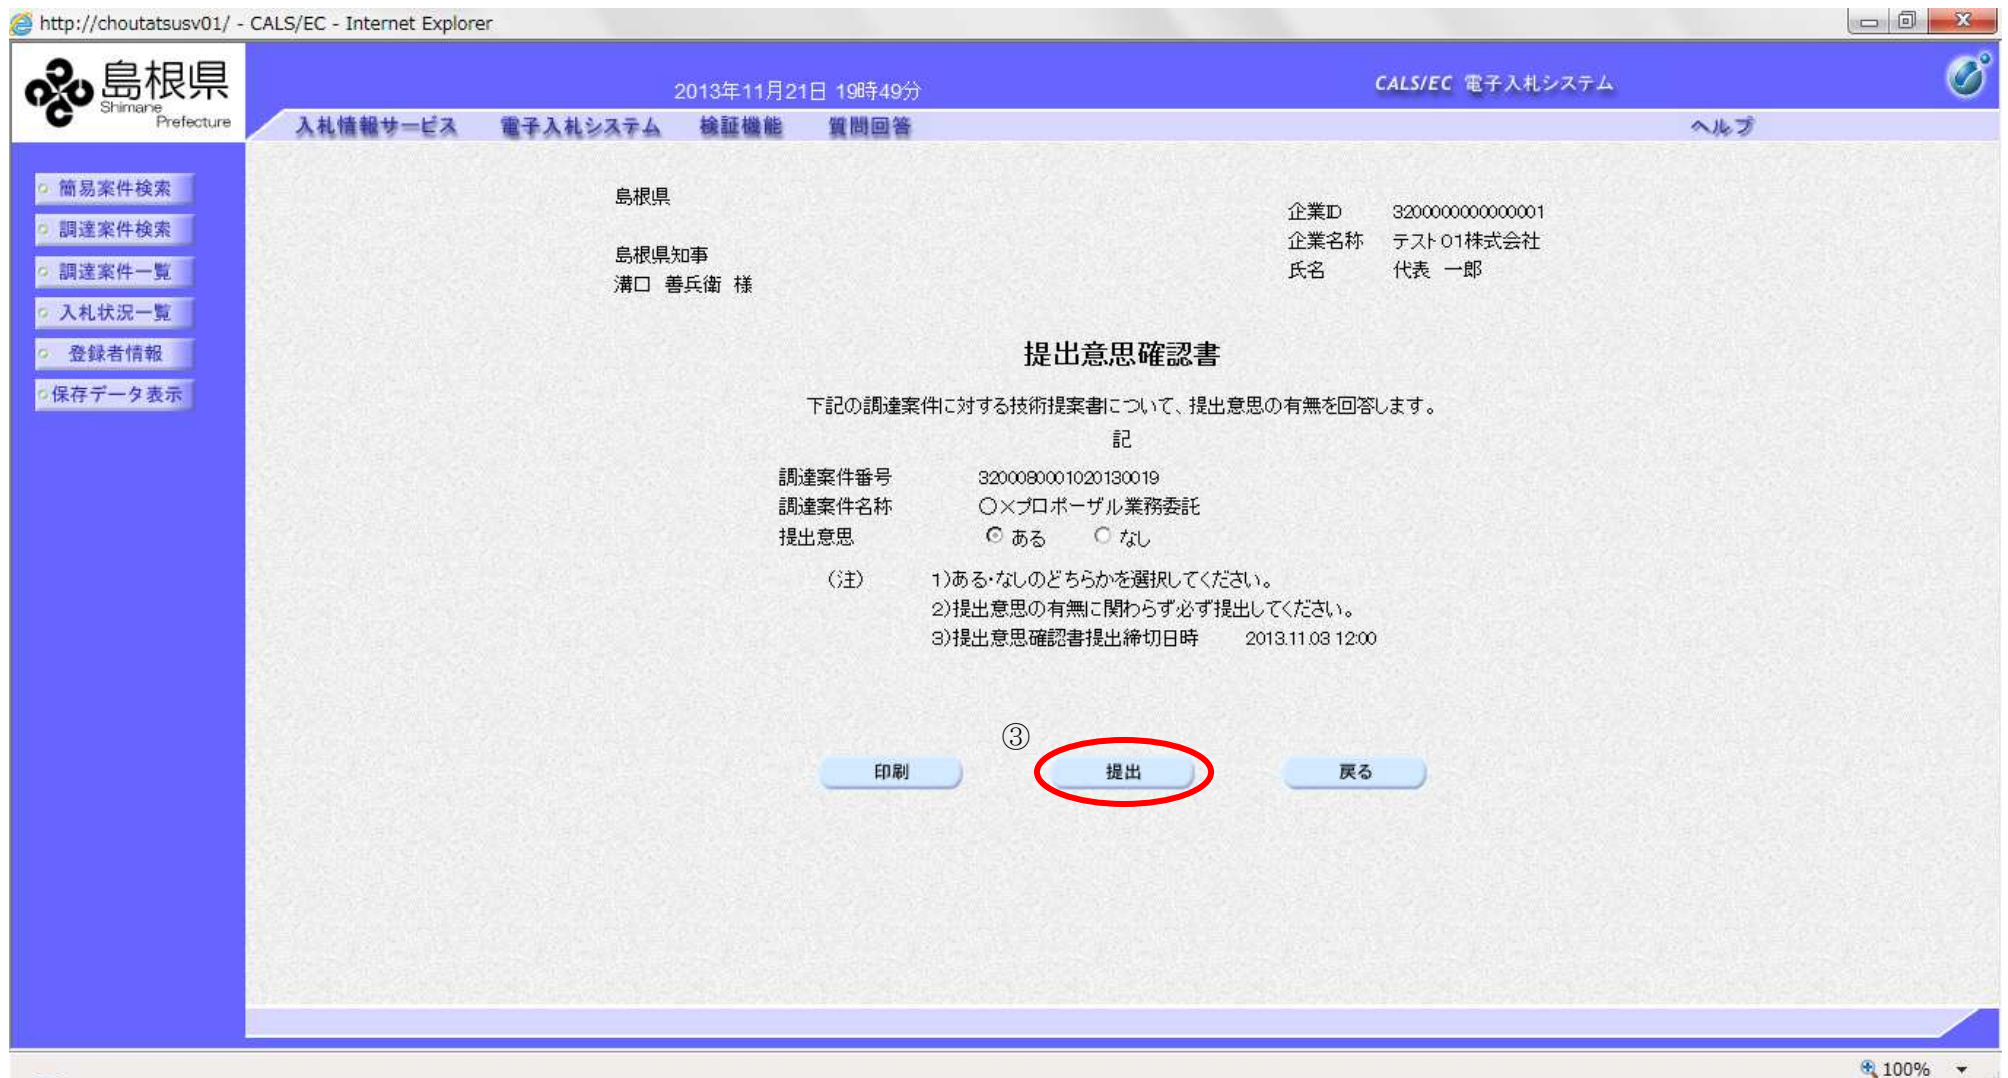 http://choutatsusv01/ - CALS/EC - Internet Explorer
島根県
Shimane
Prefecture
2013年11月21日 19時49分
CALS/EC 電子入札システム
入札情報サービス 電子入札システム 検証機能 質問回答 ヘルプ
簡易案件検索
調達案件検索
調達案件一覧
入札状況一覧
登録者情報
保存データ表示
島根県
島根県知事
溝口 善兵衛 様
企業ID 3200000000000001
企業名称 テスト01株式会社
氏名 代表 一郎
提出意思確認書
下記の調達案件に対する技術提案書について、提出意思の有無を回答します。
記
調達案件番号 3200080001020130019
調達案件名称 〇×プロポーザル業務委託
提出意思 ある なし
(注) 1)ある・なしのどちらかを選択してください。
2)提出意思の有無に関わらず必ず提出してください。
3)提出意思確認書提出締切日時 2013.11.03 12:00
③
印刷 提出 戻る
100%